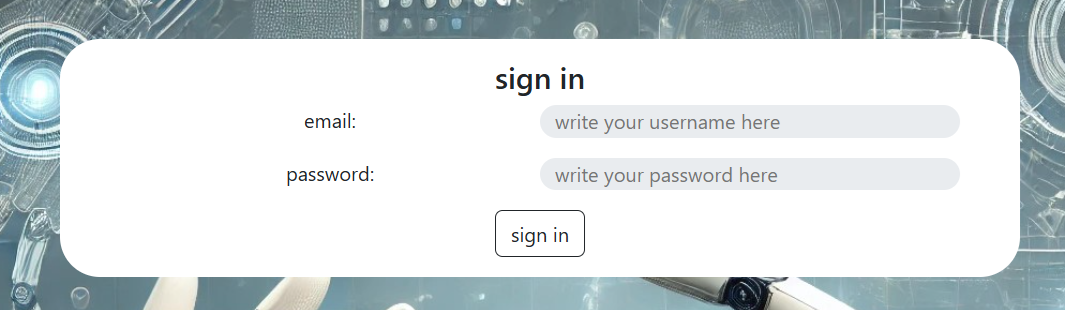 sign in
email: write your username here
password: write your password here
sign in